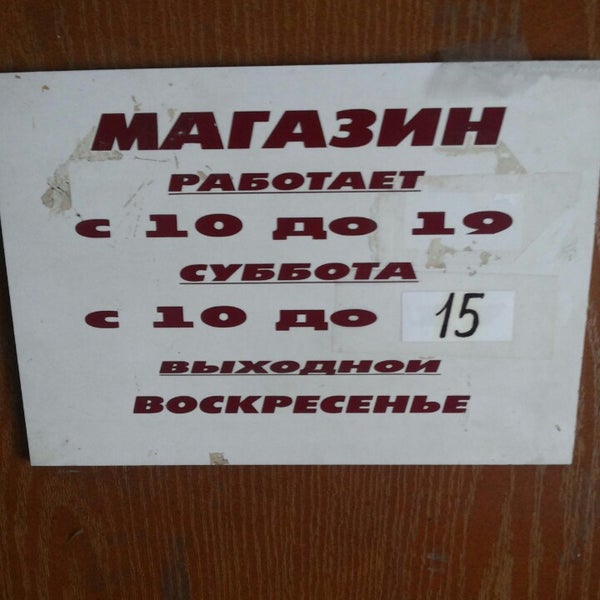 МАГАЗИН
РАБОТАЕТ
с 10 до 19
СУББОТА
с 10 до 15
ВЫХОДНОЙ
ВОСКРЕСЕНЬЕ